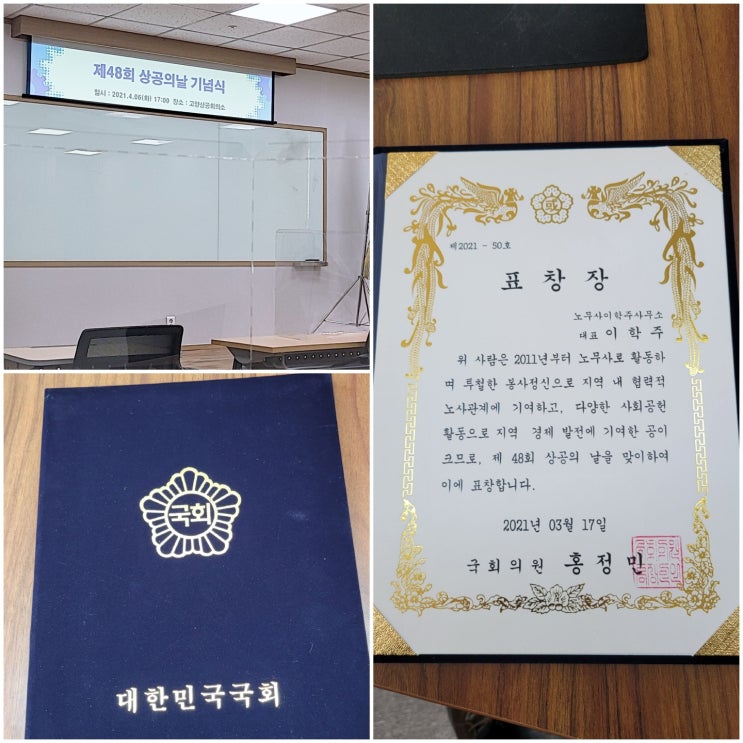 제48회 상공의날 기념식
일시 : 2021.4.06(화) 17:00 장소 : 고양상공회의소
국회
대한민국국회
제2021 - 50호
표 창 장
노무사이학주사무소
대표 이 학 주
위 사람은 2011년부터 노무사로 활동하
며 투철한 봉사정신으로 지역 내 협력적
노사관계에 기여하고, 다양한 사회공헌
활동으로 지역 경제 발전에 기여한 공이
크므로, 제 48회 상공의 날을 맞이하여
이에 표창합니다.
2021년 03월 17일
국회의원 홍 정 민